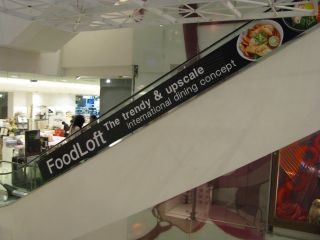 FoodLoft
The trendy & upscale
international dining concept